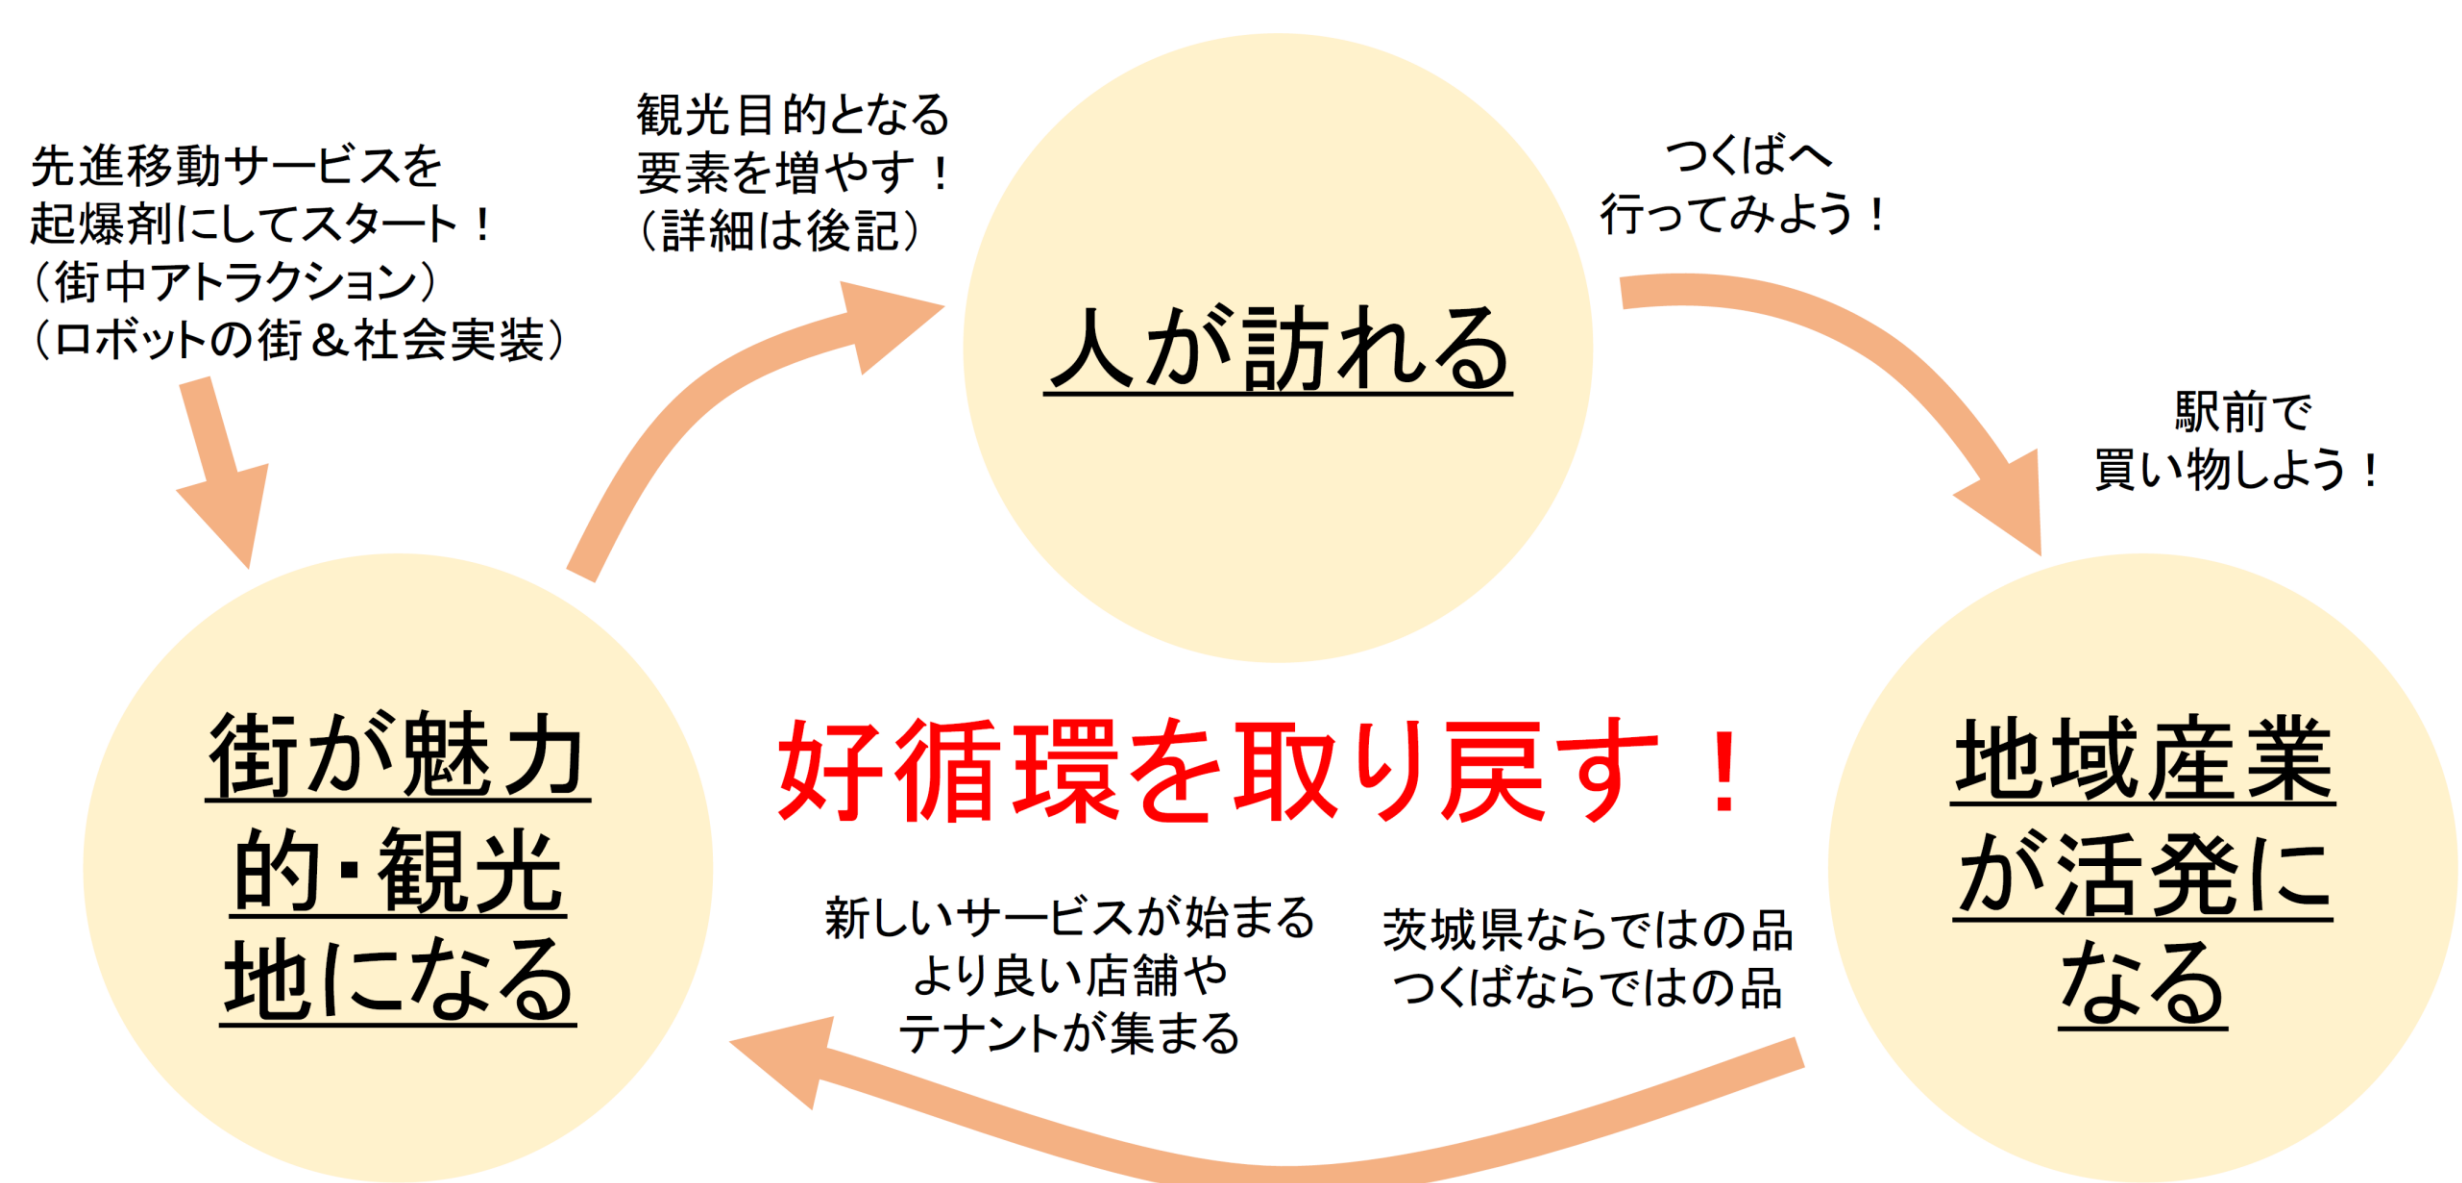 先進移動サービスを
起爆剤にしてスタート！
（街中アトラクション）
（ロボットの街＆社会実装）
観光目的となる
要素を増やす！
（詳細は後記）
人が訪れる
つくばへ
行ってみよう！
駅前で
買い物しよう！
街が魅力
的・観光
地になる
好循環を取り戻す！
地域産業
が活発に
なる
新しいサービスが始まる
より良い店舗や
テナントが集まる
茨城県ならではの品
つくばならではの品